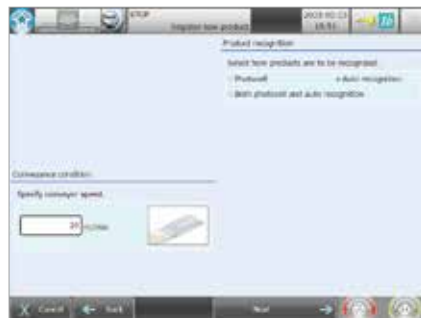 STOP
Register new product
Product recognition
Select how products are to be recognized.
Photocell
Auto recognition
Both photocell and auto recognition
Conveyance condition
Specify conveyor speed.
m/min
Cancel
Back
Next